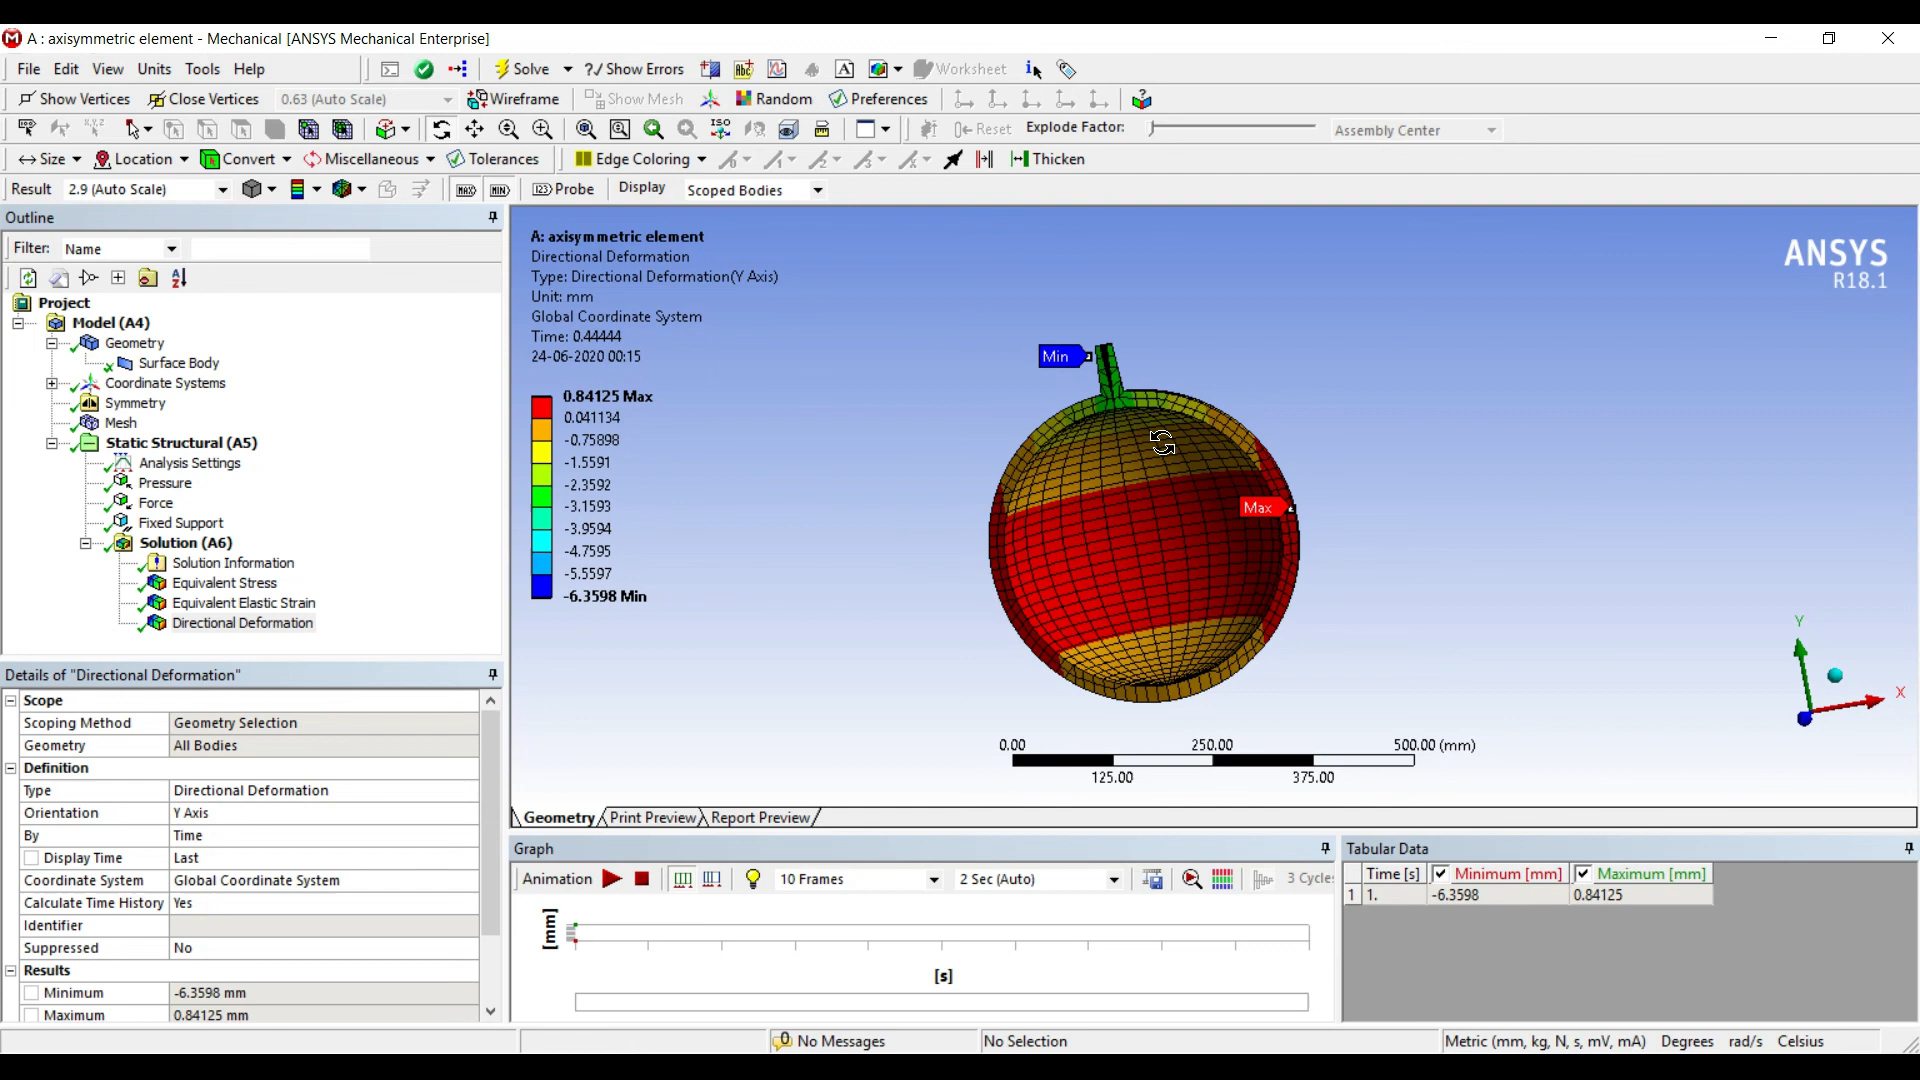 A : axisymmetric element - Mechanical [ANSYS Mechanical Enterprise]
File Edit View Units Tools Help Solve ?/ Show Errors Worksheet
Show Vertices Close Vertices 0.63 (Auto Scale) Wireframe Show Mesh Random Preferences
ISO Reset Explode Factor: Assembly Center
Size Location Convert Miscellaneous Tolerances Edge Coloring Thicken
Result 2.9 (Auto Scale) MAX MIN Probe Display Scoped Bodies
Outline
Filter: Name
Project
Model (A4)
Geometry
Surface Body
Coordinate Systems
Symmetry
Mesh
Static Structural (A5)
Analysis Settings
Pressure
Force
Fixed Support
Solution (A6)
Solution Information
Equivalent Stress
Equivalent Elastic Strain
Directional Deformation
Details of "Directional Deformation"
Scope
Scoping Method Geometry Selection
Geometry All Bodies
Definition
Type Directional Deformation
Orientation Y Axis
By Time
Display Time Last
Coordinate System Global Coordinate System
Calculate Time History Yes
Identifier
Suppressed No
Results
Minimum -6.3598 mm
Maximum 0.84125 mm
A: axisymmetric element
Directional Deformation
Type: Directional Deformation(Y Axis)
Unit: mm
Global Coordinate System
Time: 0.44444
24-06-2020 00:15
0.84125 Max
0.041134
-0.75898
-1.5591
-2.3592
-3.1593
-3.9594
-4.7595
-5.5597
-6.3598 Min
ANSYS
R18.1
Min
Max
Y
X
0.00 250.00 500.00 (mm)
125.00 375.00
Geometry Print Preview Report Preview
Graph
Animation 10 Frames 2 Sec (Auto) 3 Cycle
[mm]
[s]
Tabular Data
Time [s] Minimum [mm] Maximum [mm]
1 1. -6.3598 0.84125
No Messages No Selection Metric (mm, kg, N, s, mV, mA) Degrees rad/s Celsius